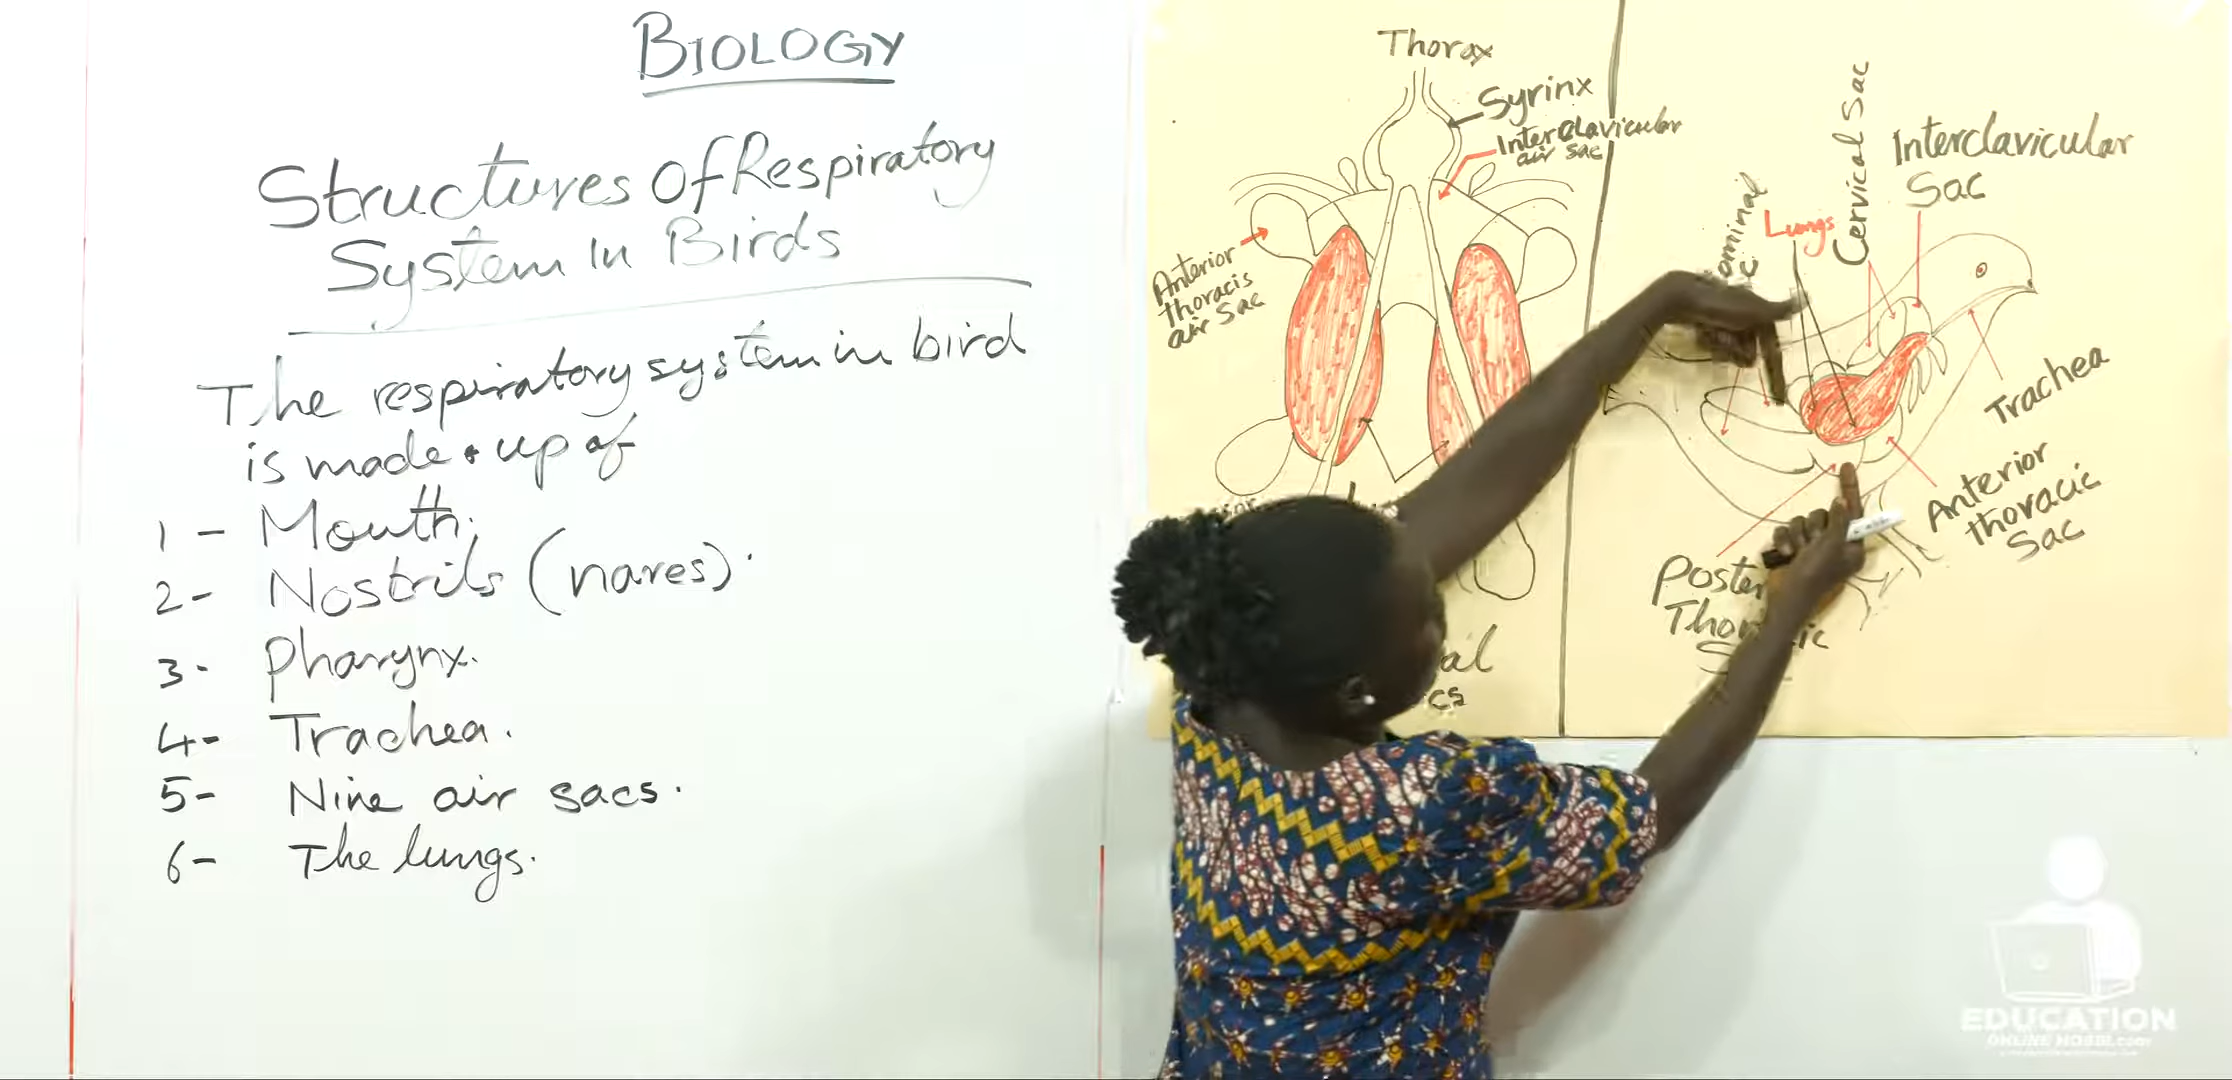 BIOLOGY
Structures Of Respiratory
System In Birds
The respiratory system in bird
is made up of
1 - Mouth.
2- Nostrils (nares).
3- Pharynx.
4- Trachea.
5- Nine air sacs.
6- The lungs.
Thorax
Syrinx
Interclavicular
air sac
Anterior
thoracis
air Sac
Lungs
Cervical Sac
Interclavicular
Sac
Trachea
Anterior
thoracic
Sac
EDUCATION